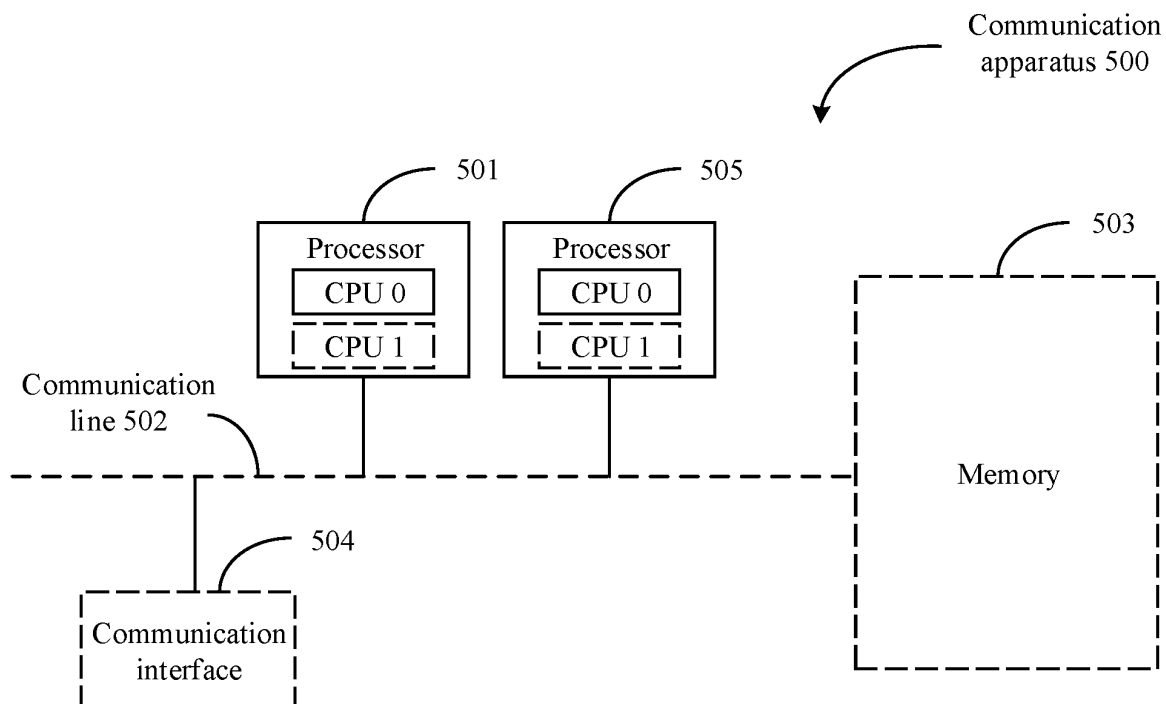 Communication
apparatus 500
501
505
503
Processor
CPU 0
CPU 1
Processor
CPU 0
CPU 1
Communication
line 502
Memory
504
Communication
interface